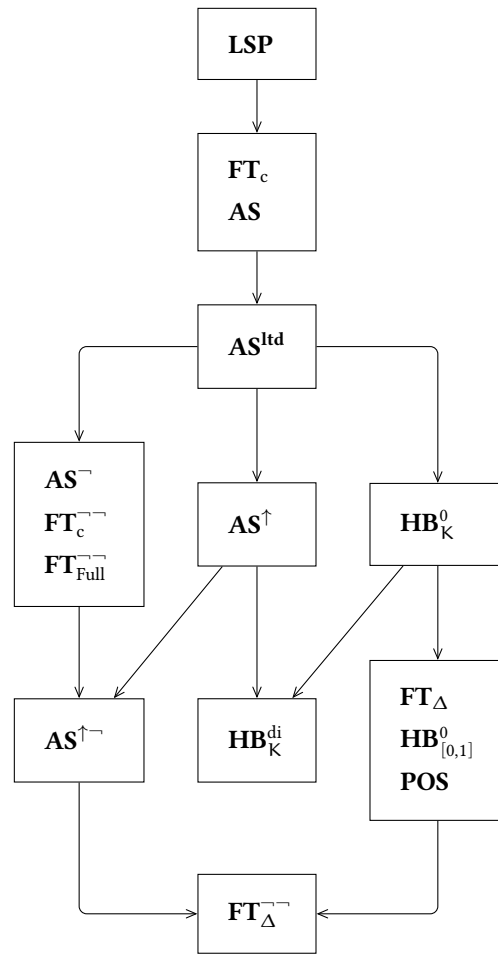 LSP
FT_c
AS
AS^ltd
AS^¬
FT_c^¬¬
FT_Full^¬¬
AS^↑
HB_K^0
AS^↑¬
HB_K^di
FT_Δ
HB_[0,1]^0
POS
FT_Δ^¬¬